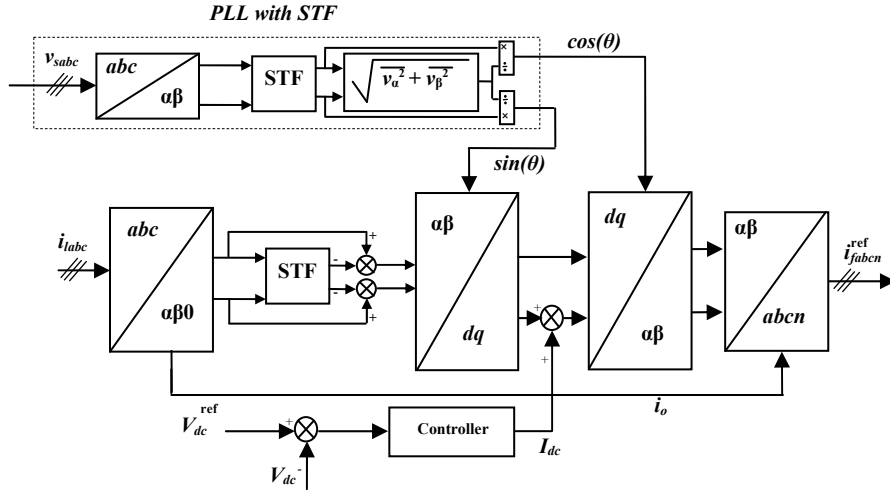 PLL with STF
v_sabc
abc
αβ
STF
√(v_α² + v_β²)
×
÷
÷
×
cos(θ)
sin(θ)
i_labc
abc
αβ0
STF
-
-
+
+
αβ
dq
+
+
dq
αβ
αβ
abcn
i_fabcn^ref
i_o
V_dc^ref
+
V_dc
-
Controller
I_dc